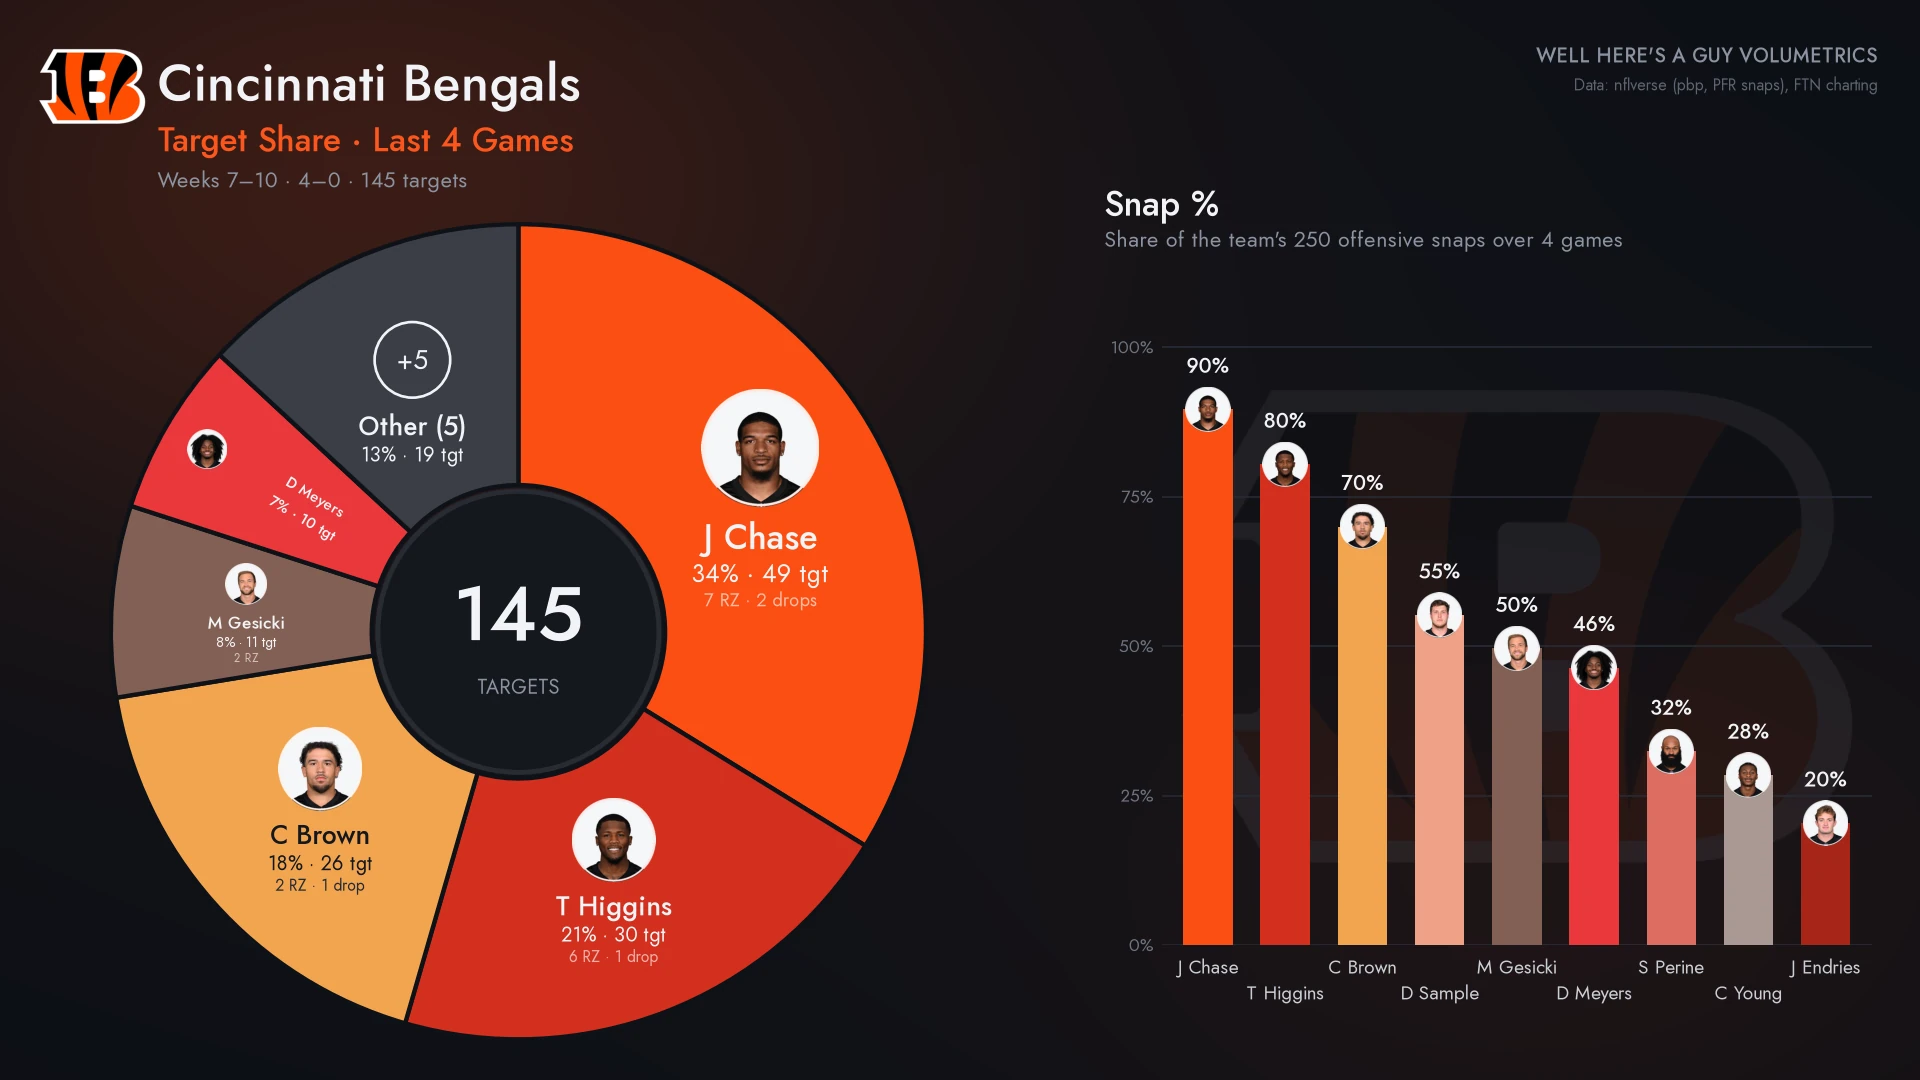 Cincinnati Bengals
Target Share · Last 4 Games
Weeks 7–10 · 4–0 · 145 targets
WELL HERE'S A GUY VOLUMETRICS
Data: nflverse (pbp, PFR snaps), FTN charting
+5
Other (5)
13% · 19 tgt
J Chase
34% · 49 tgt
7 RZ · 2 drops
D Meyers
7% · 10 tgt
M Gesicki
8% · 11 tgt
2 RZ
145
TARGETS
C Brown
18% · 26 tgt
2 RZ · 1 drop
T Higgins
21% · 30 tgt
6 RZ · 1 drop
Snap %
Share of the team's 250 offensive snaps over 4 games
100%
75%
50%
25%
0%
90%
80%
70%
55%
50%
46%
32%
28%
20%
J Chase
T Higgins
C Brown
D Sample
M Gesicki
D Meyers
S Perine
C Young
J Endries